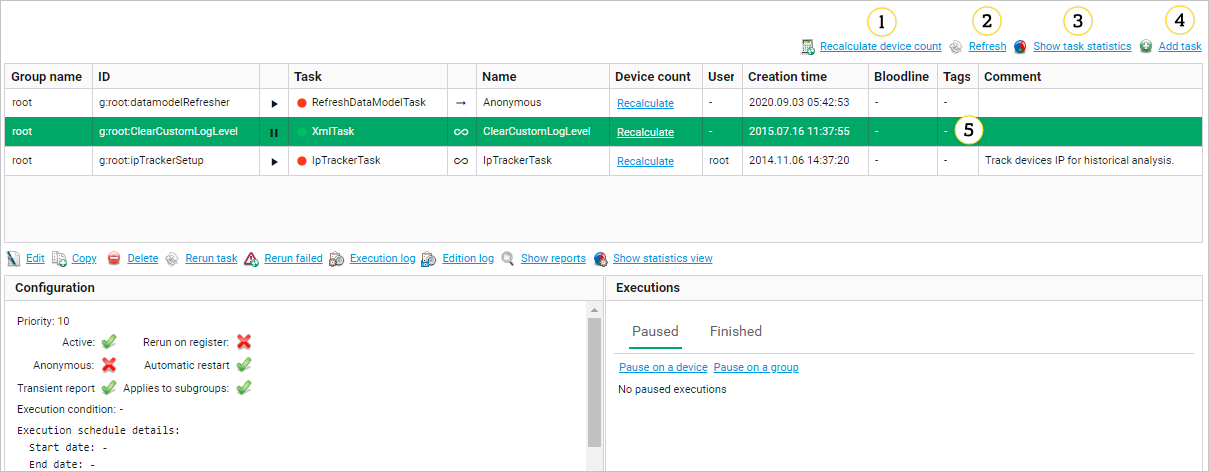 1 2 3 4
Recalculate device count Refresh Show task statistics Add task
Group name ID Task Name Device count User Creation time Bloodline Tags Comment
root g:root:datamodelRefresher RefreshDataModelTask → Anonymous Recalculate - 2020.09.03 05:42:53 - -
root g:root:ClearCustomLogLevel XmlTask ∞ ClearCustomLogLevel Recalculate - 2015.07.16 11:37:55 - - 5
root g:root:ipTrackerSetup IpTrackerTask ∞ IpTrackerTask Recalculate root 2014.11.06 14:37:20 - - Track devices IP for historical analysis.
Edit Copy Delete Rerun task Rerun failed Execution log Edition log Show reports Show statistics view
Configuration
Priority: 10
Active: Rerun on register:
Anonymous: Automatic restart
Transient report Applies to subgroups:
Execution condition: -
Execution schedule details:
Start date: -
End date: -
Executions
Paused Finished
Pause on a device Pause on a group
No paused executions